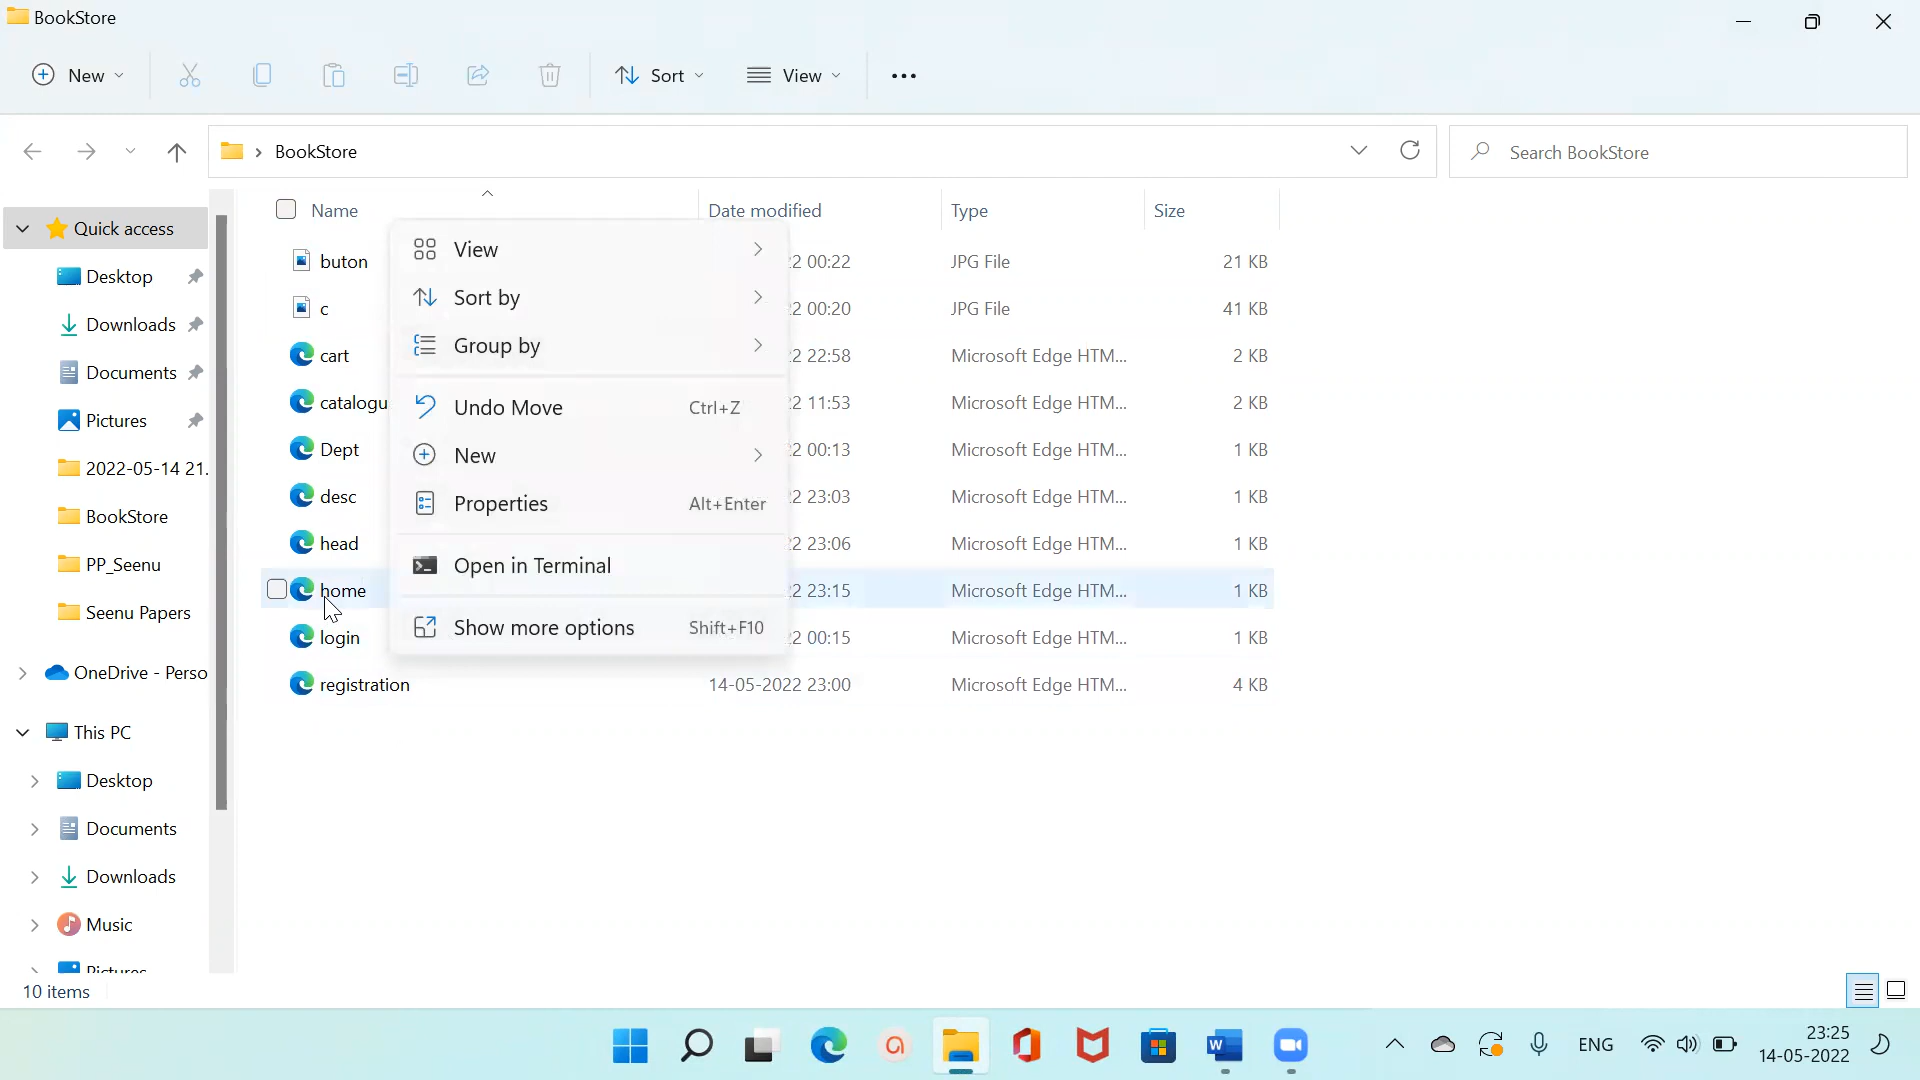 BookStore
New
Sort
View
BookStore
Search BookStore
Name
Date modified
Type
Size
Quick access
Desktop
Downloads
Documents
Pictures
2022-05-14 21.
BookStore
PP_Seenu
Seenu Papers
OneDrive - Perso
This PC
Desktop
Documents
Downloads
Music
Pictures
buton
2 00:22
JPG File
21 KB
c
2 00:20
JPG File
41 KB
cart
2 22:58
Microsoft Edge HTM...
2 KB
catalogu
2 11:53
Microsoft Edge HTM...
2 KB
Dept
2 00:13
Microsoft Edge HTM...
1 KB
desc
2 23:03
Microsoft Edge HTM...
1 KB
head
2 23:06
Microsoft Edge HTM...
1 KB
home
2 23:15
Microsoft Edge HTM...
1 KB
login
2 00:15
Microsoft Edge HTM...
1 KB
registration
14-05-2022 23:00
Microsoft Edge HTM...
4 KB
View
Sort by
Group by
Undo Move Ctrl+Z
New
Properties Alt+Enter
Open in Terminal
Show more options Shift+F10
10 items
ENG
23:25
14-05-2022